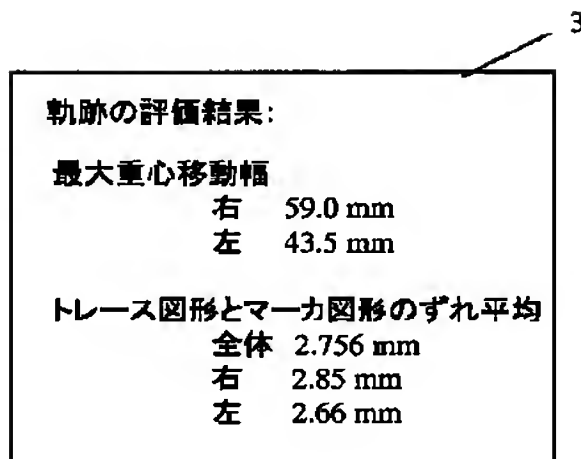 3
軌跡の評価結果:
最大重心移動幅
右 59.0 mm
左 43.5 mm
トレース図形とマーカ図形のずれ平均
全体 2.756 mm
右 2.85 mm
左 2.66 mm